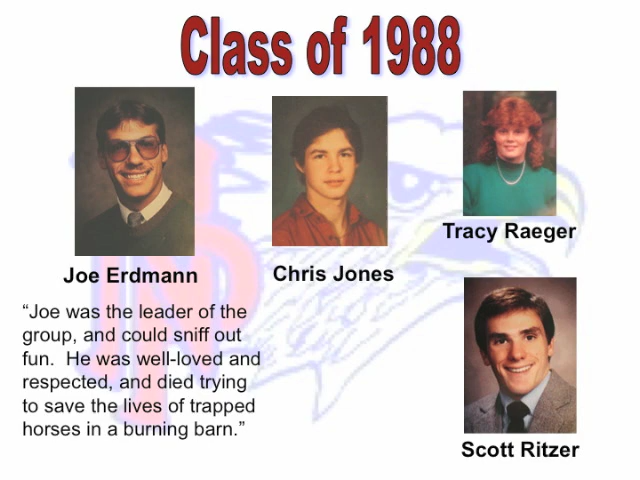 Class of 1988
Tracy Raeger
Joe Erdmann
Chris Jones
“Joe was the leader of the
group, and could sniff out
fun.  He was well-loved and
respected, and died trying
to save the lives of trapped
horses in a burning barn.”
Scott Ritzer